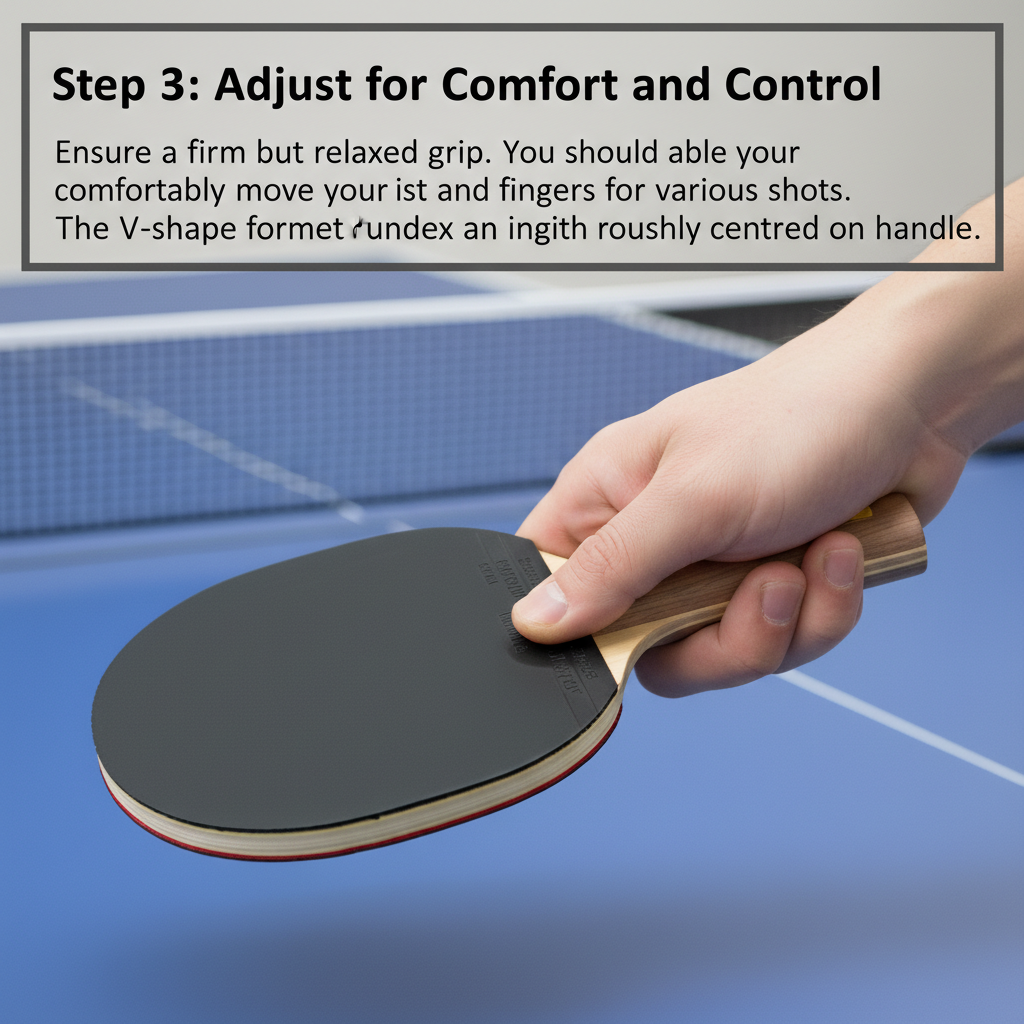 Step 3: Adjust for Comfort and Control
Ensure a firm but relaxed grip. You should able your
comfortably move your ist and fingers for various shots.
The V-shape formet undex an ingith roushly centred on handle.